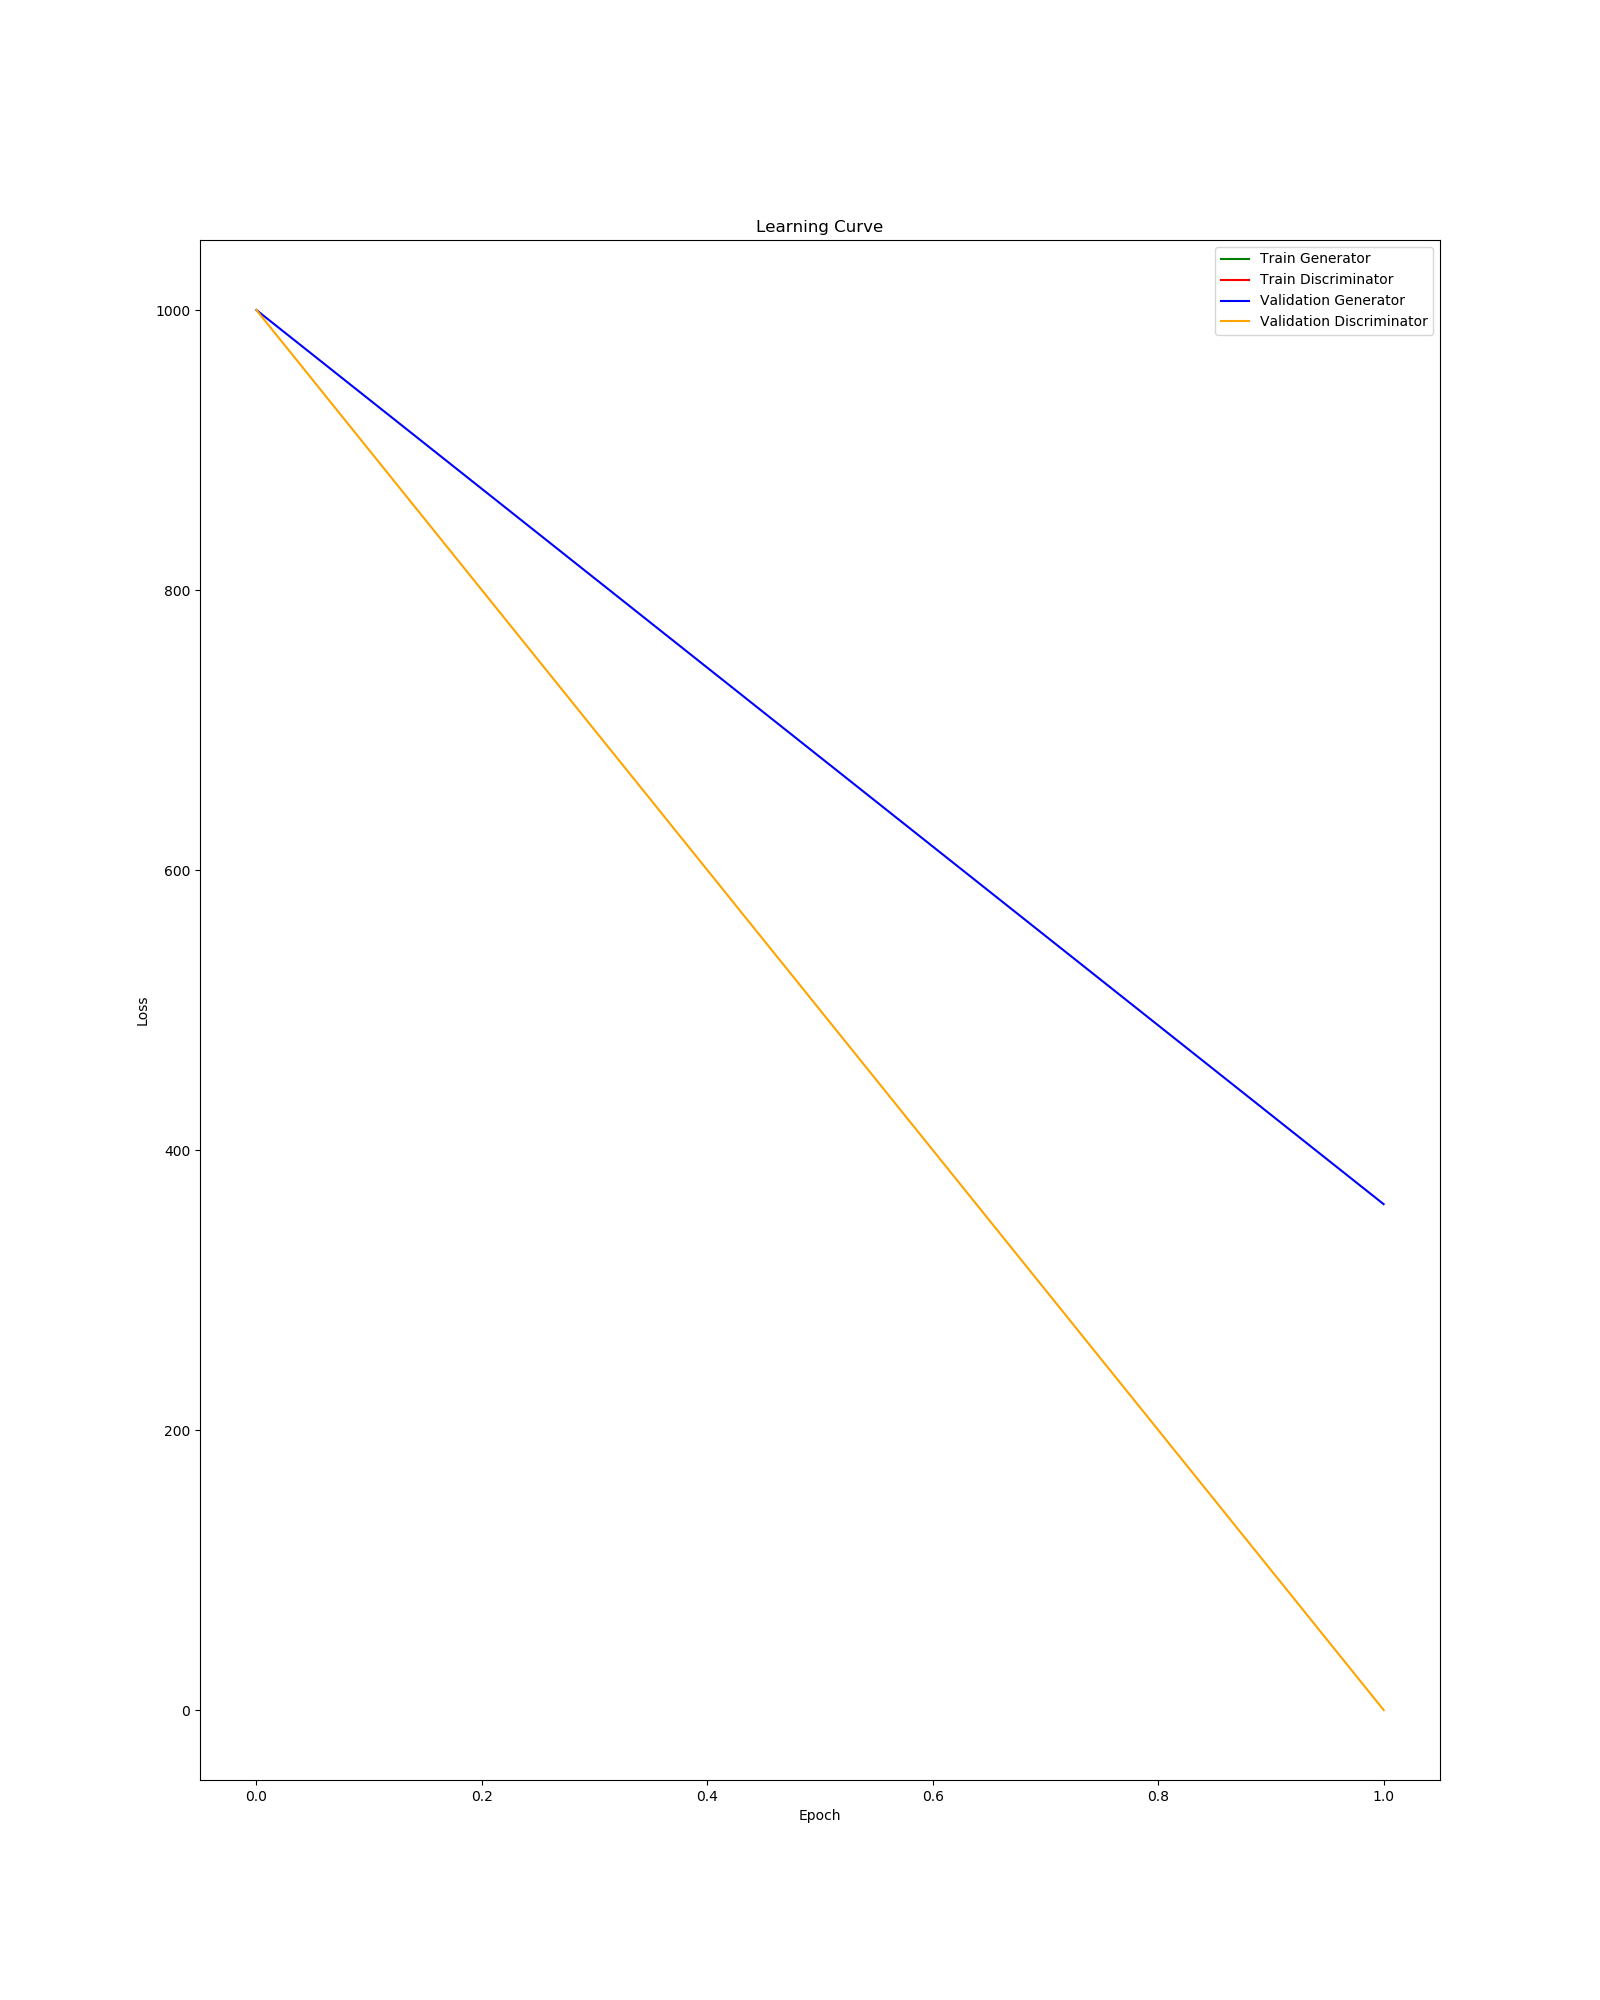 Learning Curve
Train Generator
Train Discriminator
Validation Generator
Validation Discriminator
1000
800
600
400
200
0
Loss
0.0 0.2 0.4 0.6 0.8 1.0
Epoch